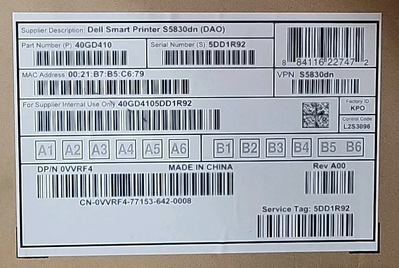 Supplier Description: Dell Smart Printer S5830dn (DAO)
Part Number (P) 40GD410
Serial Number (S) 5DD1R92
8 84116 22747 2
MAC Address 00:21:B7:B5:C6:79
VPN S5830dn
For Supplier Internal Use Only 40GD4105DD1R92
Factory ID
KPO
Control Code
L2S3096
A1 A2 A3 A4 A5 A6 B1 B2 B3 B4 B5 B6
DP/N 0VVRF4 MADE IN CHINA Rev A00
CN-0VVRF4-77153-642-0008
Service Tag: 5DD1R92